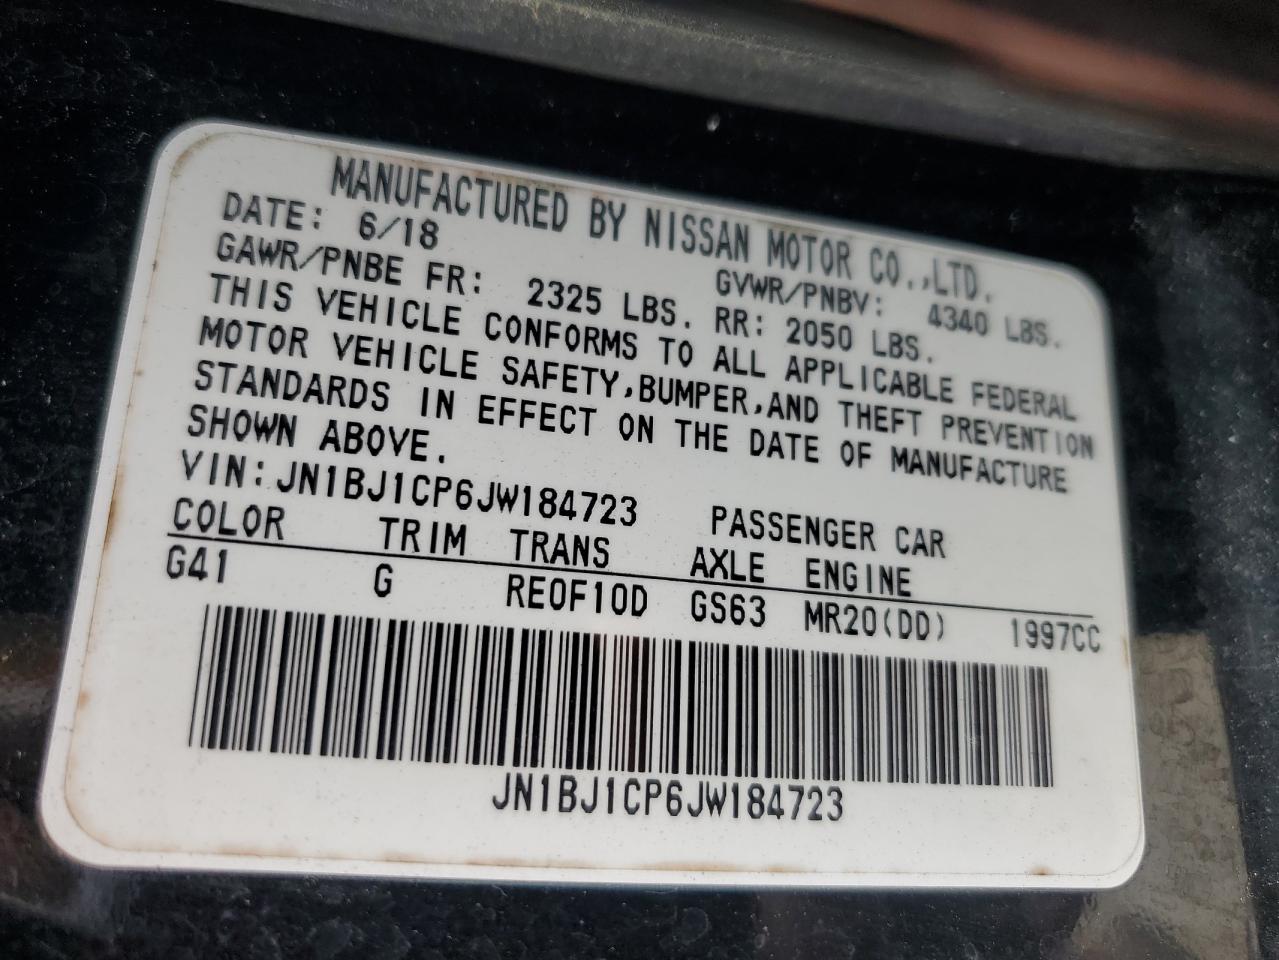 MANUFACTURED BY NISSAN MOTOR CO.,LTD.
DATE: 6/18 GVWR/PNBV: 4340 LBS.
GAWR/PNBE FR: 2325 LBS. RR: 2050 LBS.
THIS VEHICLE CONFORMS TO ALL APPLICABLE FEDERAL
MOTOR VEHICLE SAFETY,BUMPER,AND THEFT PREVENTION
STANDARDS IN EFFECT ON THE DATE OF MANUFACTURE
SHOWN ABOVE.
VIN:JN1BJ1CP6JW184723 PASSENGER CAR
COLOR TRIM TRANS AXLE ENGINE
G41 G RE0F10D GS63 MR20(DD) 1997CC
JN1BJ1CP6JW184723